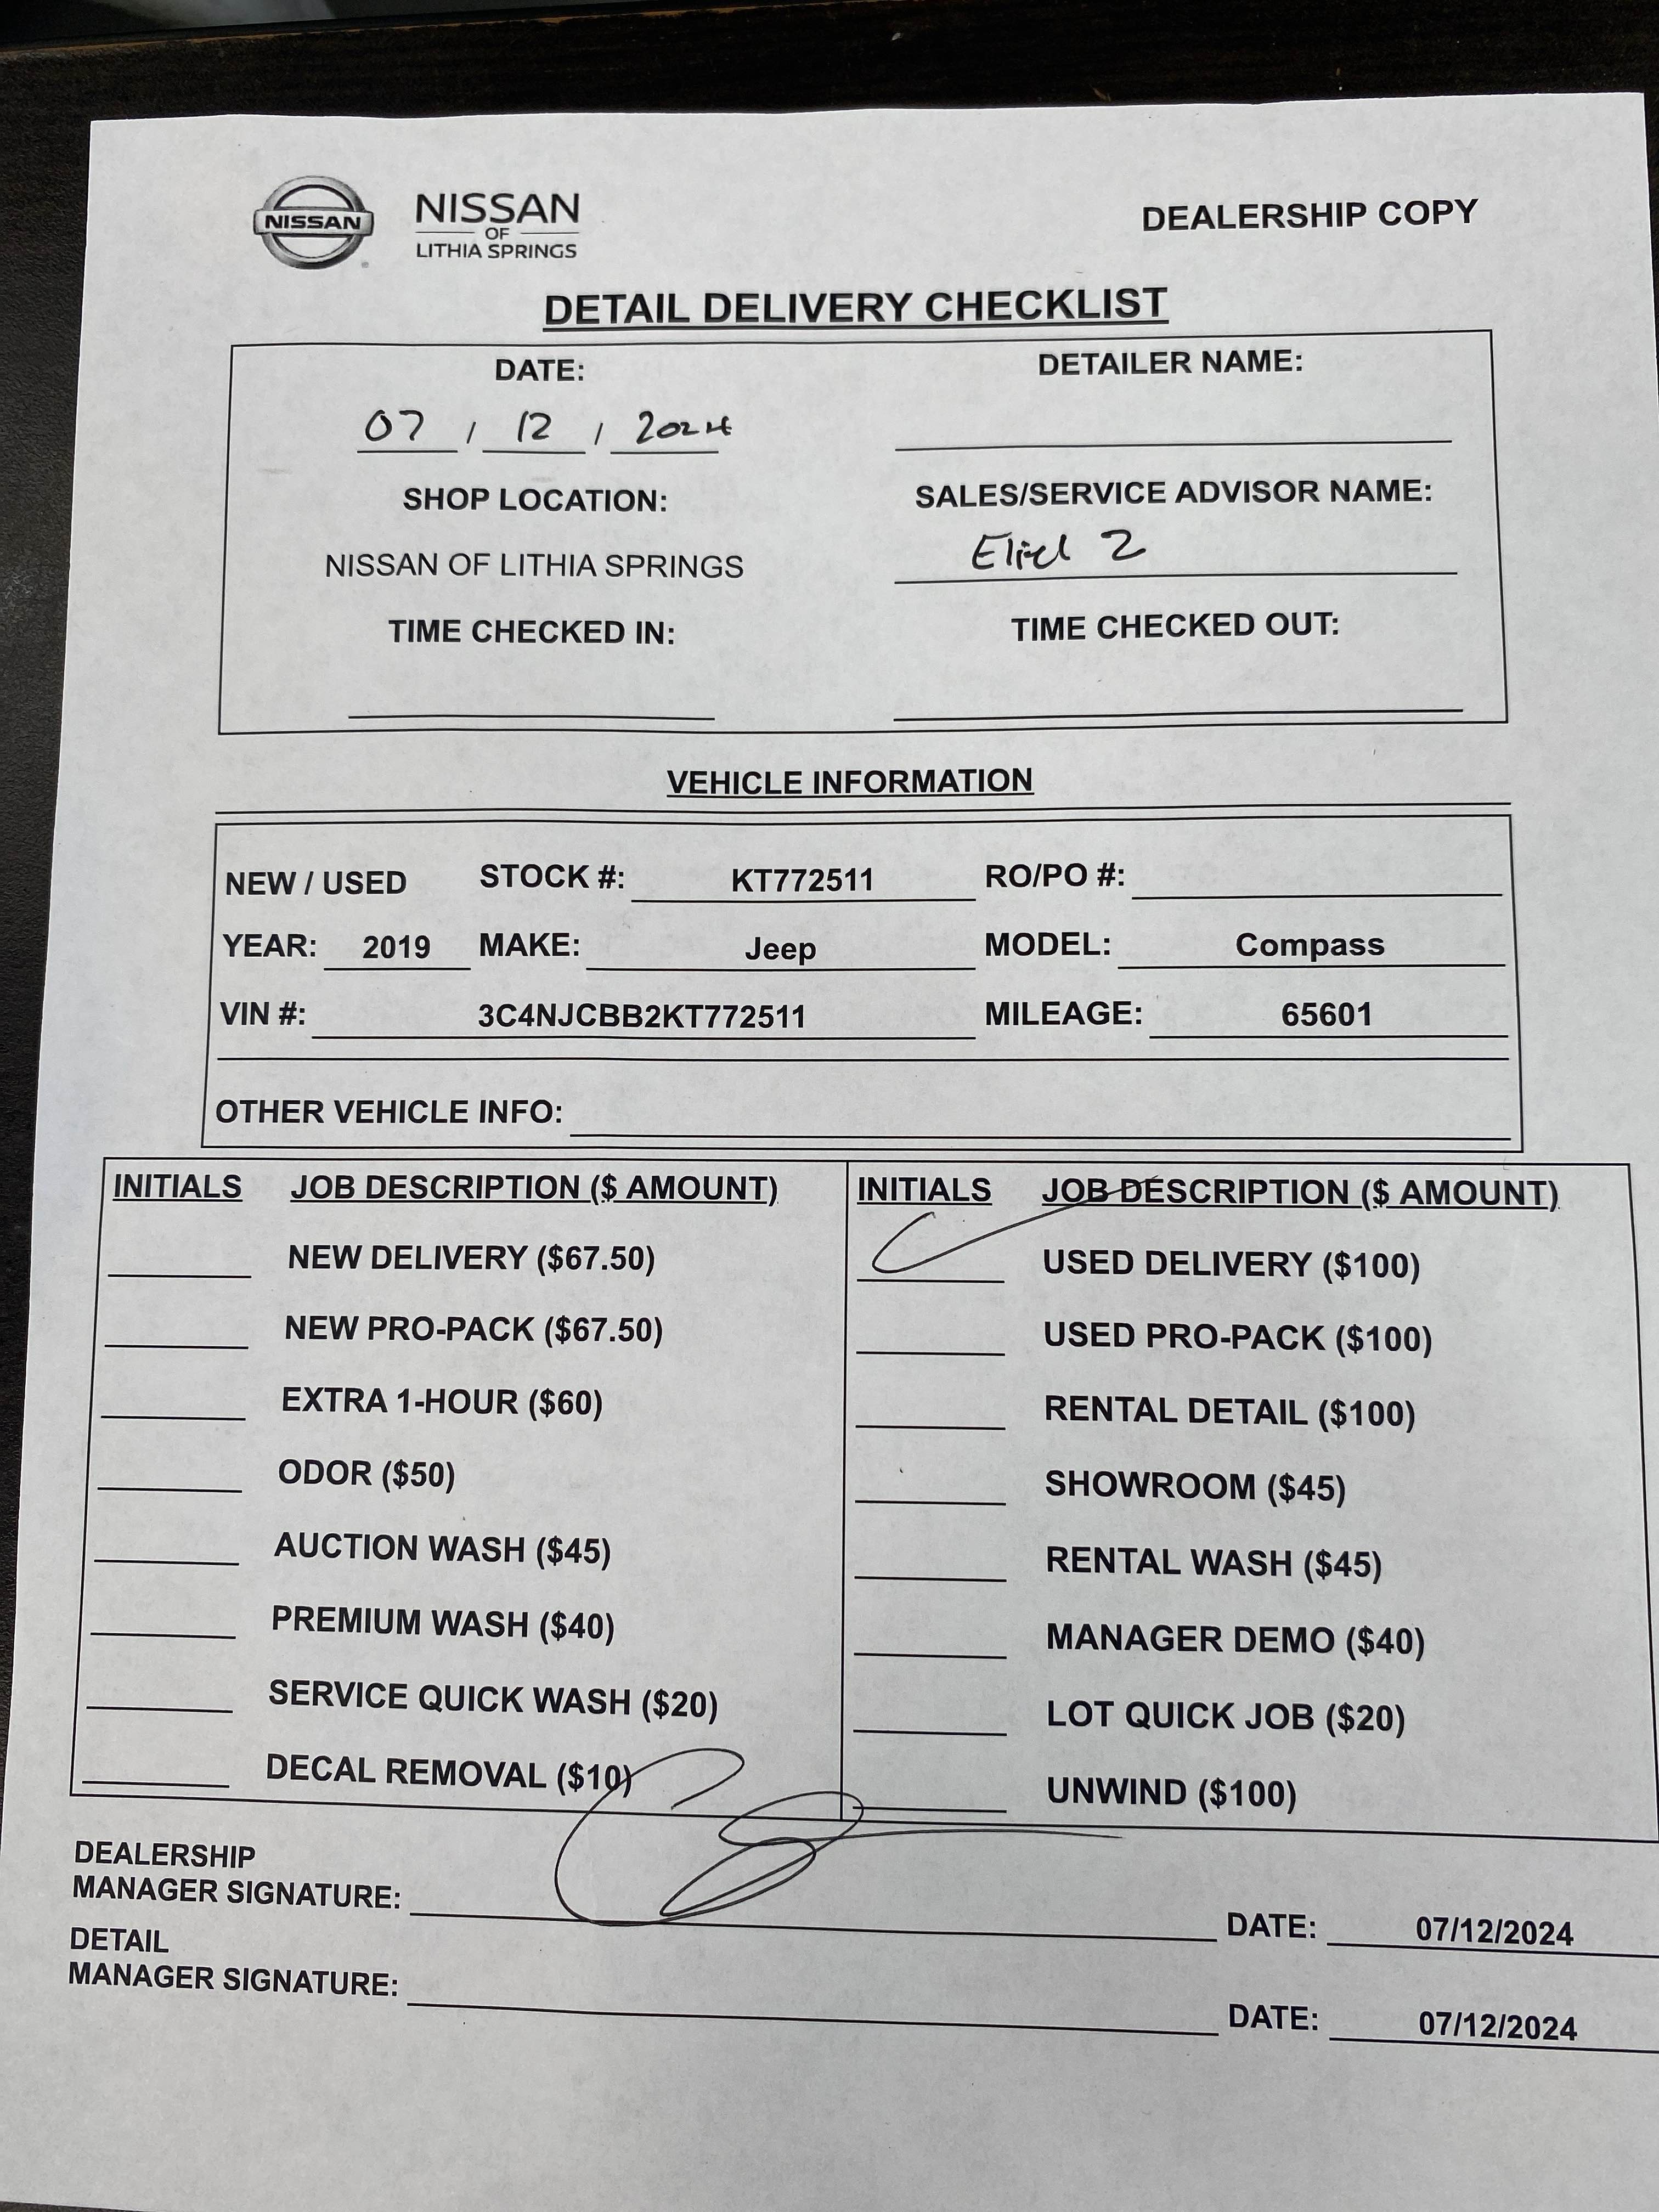 NISSAN
NISSAN
OF
LITHIA SPRINGS
DEALERSHIP COPY
DETAIL DELIVERY CHECKLIST
DATE: DETAILER NAME:
07 / 12 / 2024
SHOP LOCATION: SALES/SERVICE ADVISOR NAME:
NISSAN OF LITHIA SPRINGS Eliel Z
TIME CHECKED IN: TIME CHECKED OUT:
VEHICLE INFORMATION
NEW / USED STOCK #: KT772511 RO/PO #:
YEAR: 2019 MAKE: Jeep MODEL: Compass
VIN #: 3C4NJCBB2KT772511 MILEAGE: 65601
OTHER VEHICLE INFO:
INITIALS JOB DESCRIPTION ($ AMOUNT) INITIALS JOB DESCRIPTION ($ AMOUNT)
NEW DELIVERY ($67.50) USED DELIVERY ($100)
NEW PRO-PACK ($67.50) USED PRO-PACK ($100)
EXTRA 1-HOUR ($60) RENTAL DETAIL ($100)
ODOR ($50) SHOWROOM ($45)
AUCTION WASH ($45) RENTAL WASH ($45)
PREMIUM WASH ($40) MANAGER DEMO ($40)
SERVICE QUICK WASH ($20) LOT QUICK JOB ($20)
DECAL REMOVAL ($10) UNWIND ($100)
DEALERSHIP
MANAGER SIGNATURE: DATE: 07/12/2024
DETAIL
MANAGER SIGNATURE: DATE: 07/12/2024